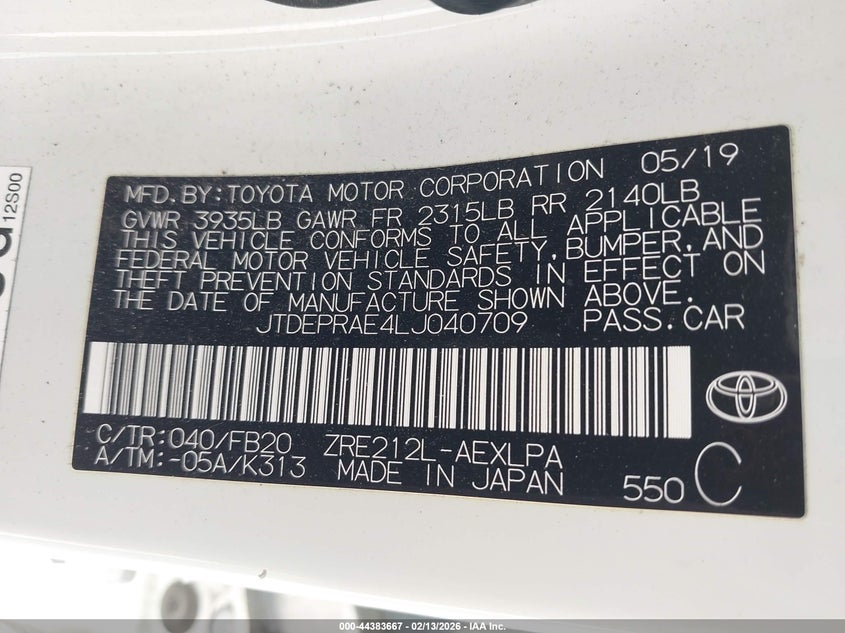 MFD.BY:TOYOTA MOTOR CORPORATION 05/19
GVWR 3935LB GAWR FR 2315LB RR 2140LB
THIS VEHICLE CONFORMS TO ALL APPLICABLE
FEDERAL MOTOR VEHICLE SAFETY,BUMPER,AND
THEFT PREVENTION STANDARDS IN EFFECT ON
THE DATE OF MANUFACTURE SHOWN ABOVE.
JTDEPRAE4LJ040709 PASS.CAR
C/TR:040/FB20 ZRE212L-AEXLPA
A/TM:-05A/K313 MADE IN JAPAN
550 C
12S00
000-44383667 - 02/13/2026 - IAA Inc.